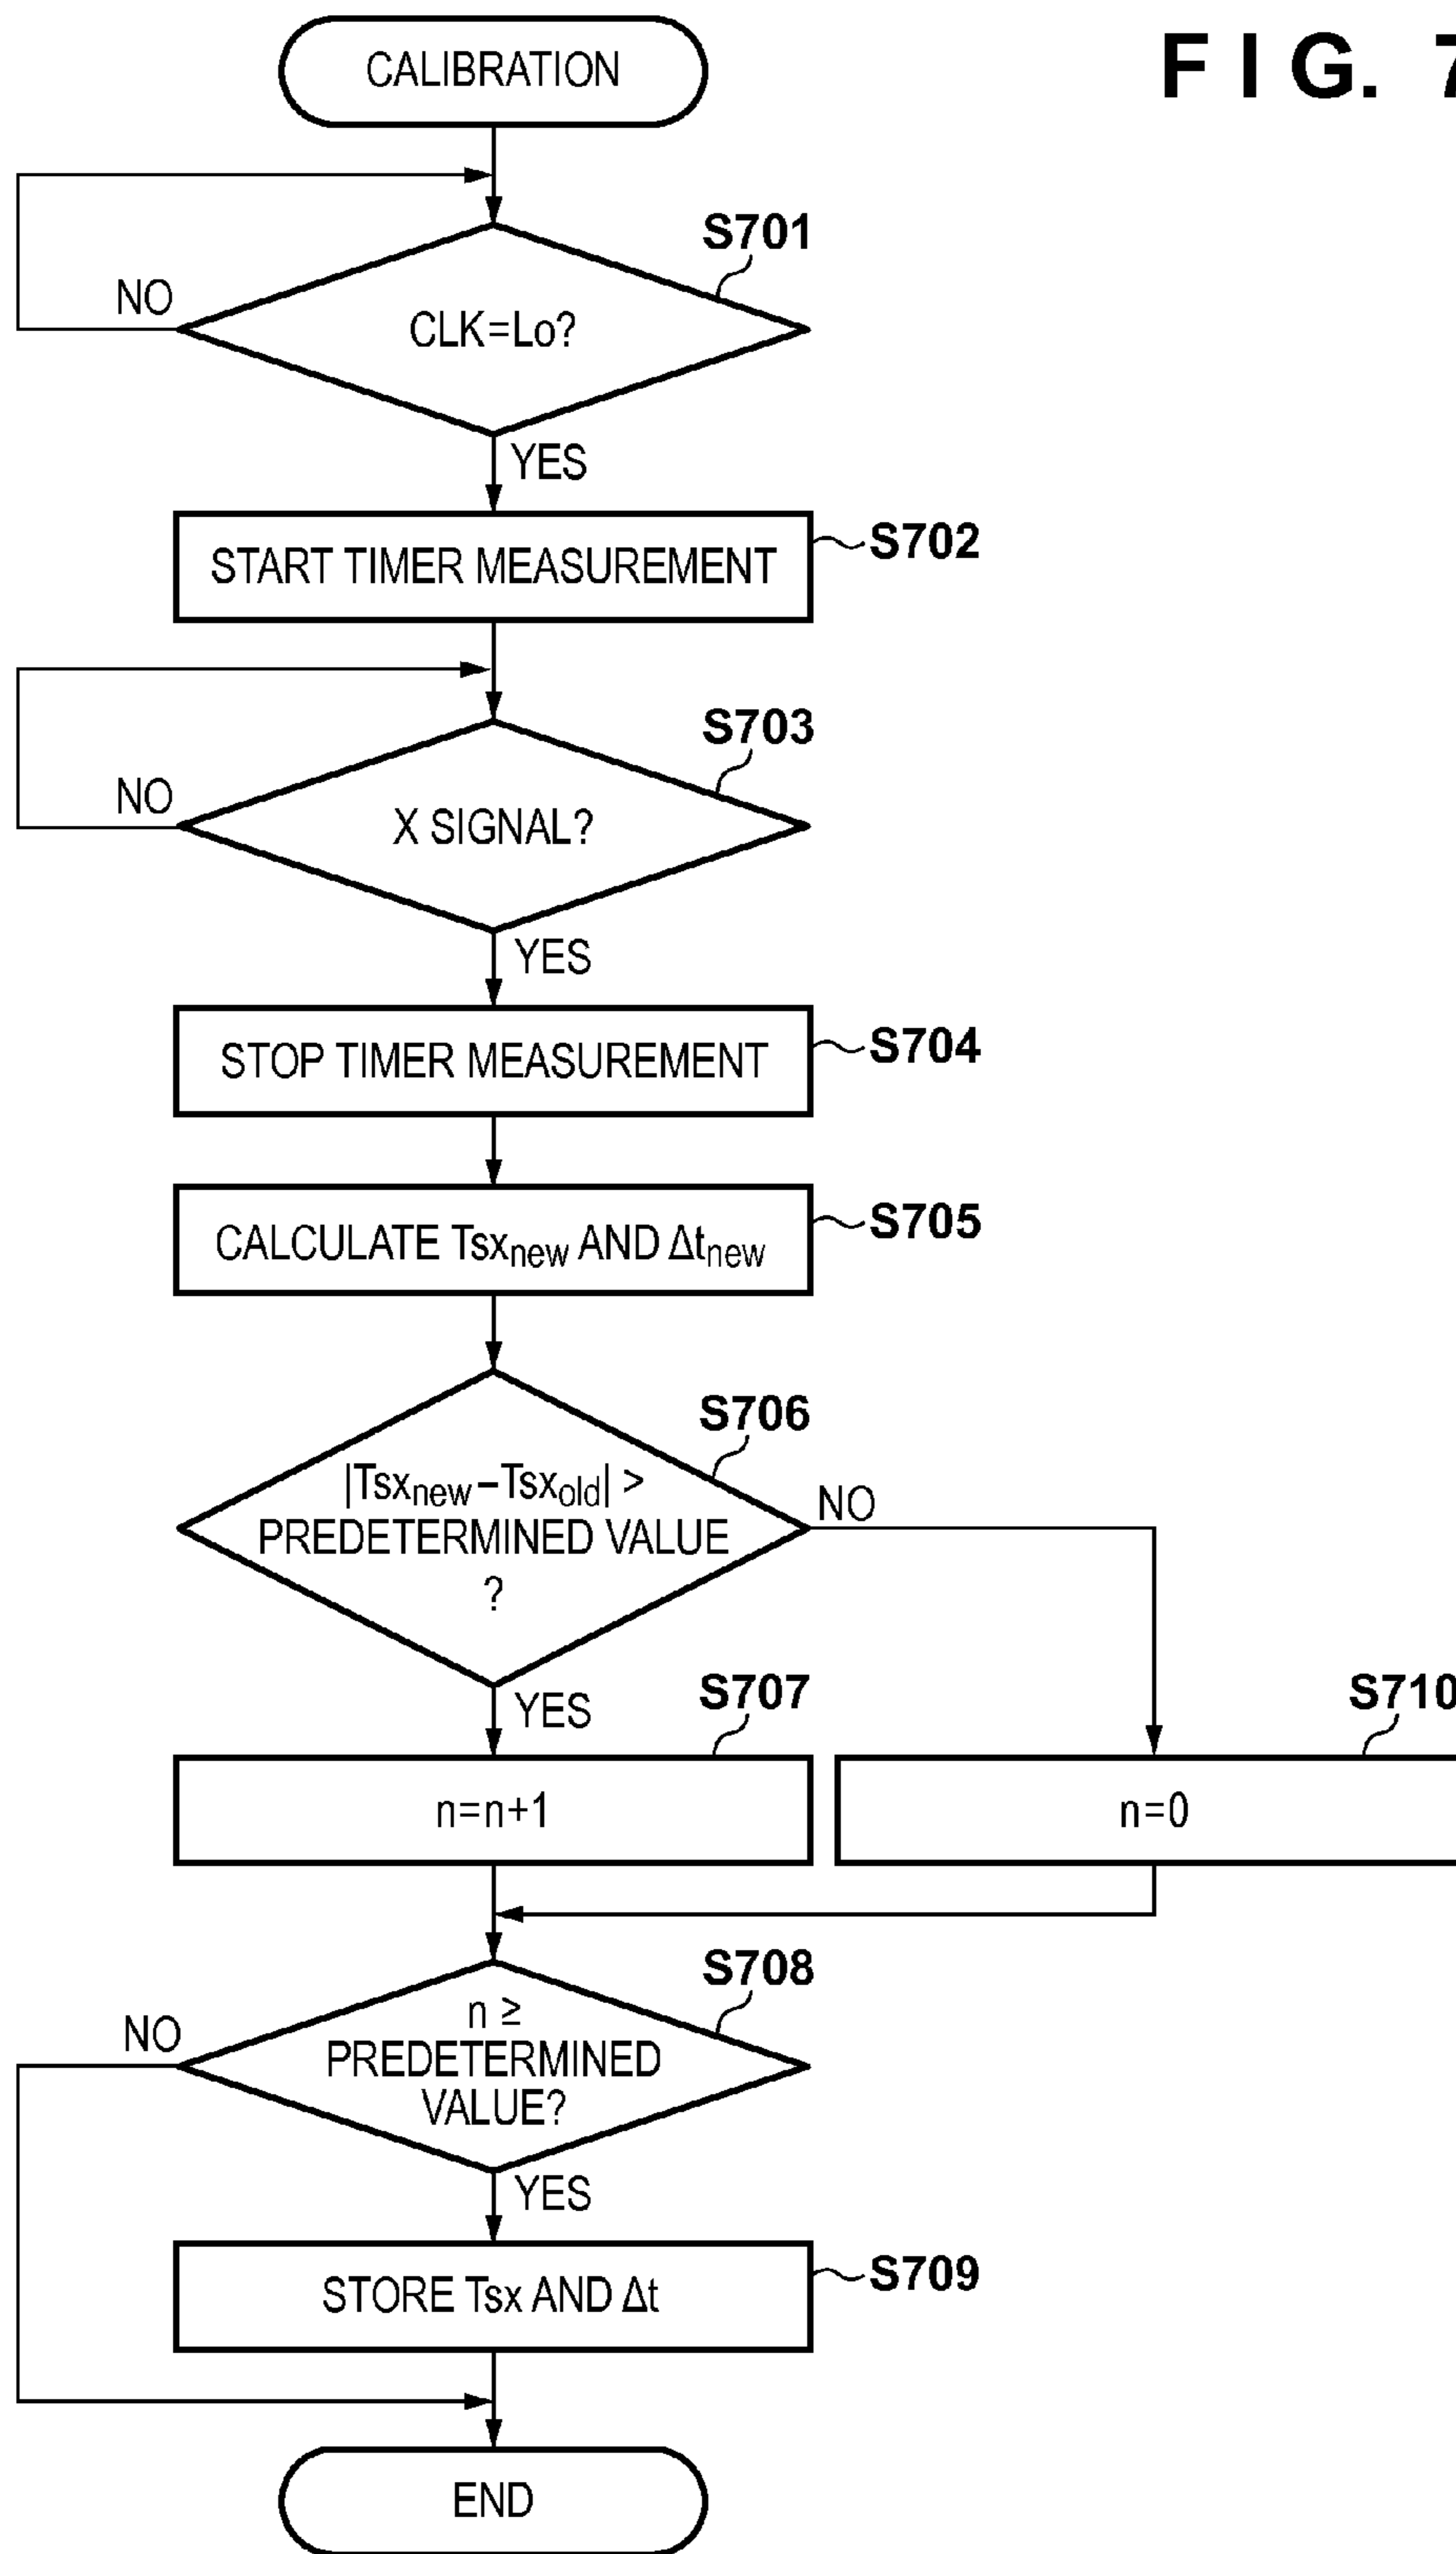 CALIBRATION
F I G. 7
S701
NO
CLK=Lo?
YES
START TIMER MEASUREMENT
S702
S703
NO
X SIGNAL?
YES
STOP TIMER MEASUREMENT
S704
CALCULATE Tsxnew AND Δtnew
S705
S706
|Tsxnew–Tsxold| >
PREDETERMINED VALUE
?
NO
YES
S707
S710
n=n+1
n=0
S708
NO
n ≥
PREDETERMINED
VALUE?
YES
STORE Tsx AND Δt
S709
END